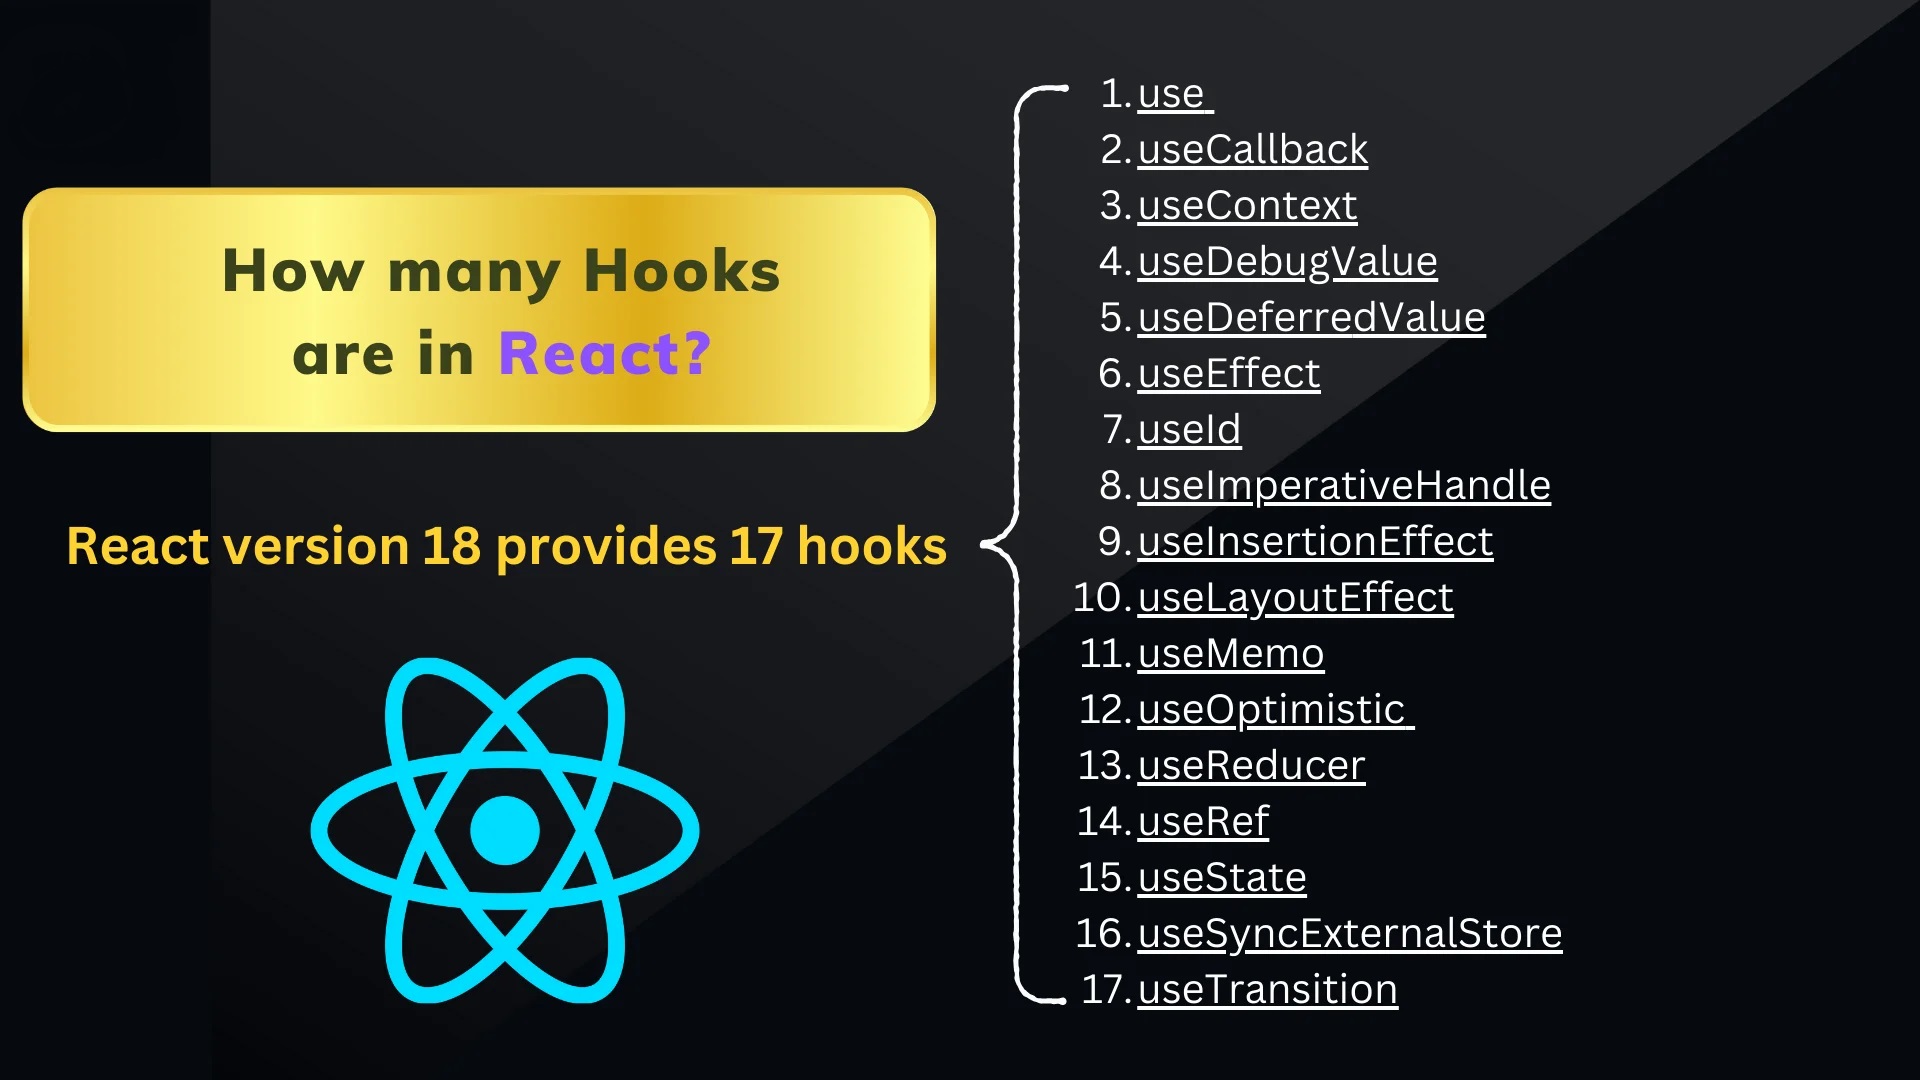 How many Hooks
are in React?
React version 18 provides 17 hooks
1. use
2. useCallback
3. useContext
4. useDebugValue
5. useDeferredValue
6. useEffect
7. useId
8. useImperativeHandle
9. useInsertionEffect
10. useLayoutEffect
11. useMemo
12. useOptimistic
13. useReducer
14. useRef
15. useState
16. useSyncExternalStore
17. useTransition